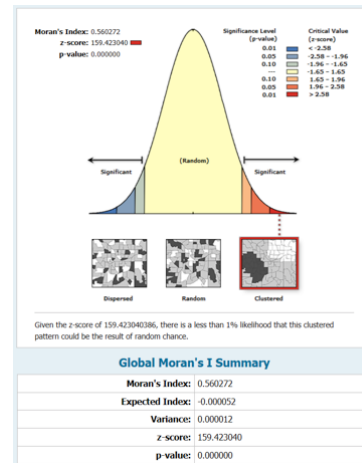 Moran's Index: 0.560272
z-score: 159.423040
p-value: 0.000000
Significance Level
(p-value)
Critical Value
(z-score)
0.01 < -2.58
0.05 -2.58 – -1.96
0.10 -1.96 – -1.65
— -1.65 – 1.65
0.10 1.65 – 1.96
0.05 1.96 – 2.58
0.01 > 2.58
(Random)
Significant Significant
Dispersed Random Clustered
Given the z-score of 159.423040386, there is a less than 1% likelihood that this clustered
pattern could be the result of random chance.
Global Moran's I Summary
Moran's Index: 0.560272
Expected Index: -0.000052
Variance: 0.000012
z-score: 159.423040
p-value: 0.000000